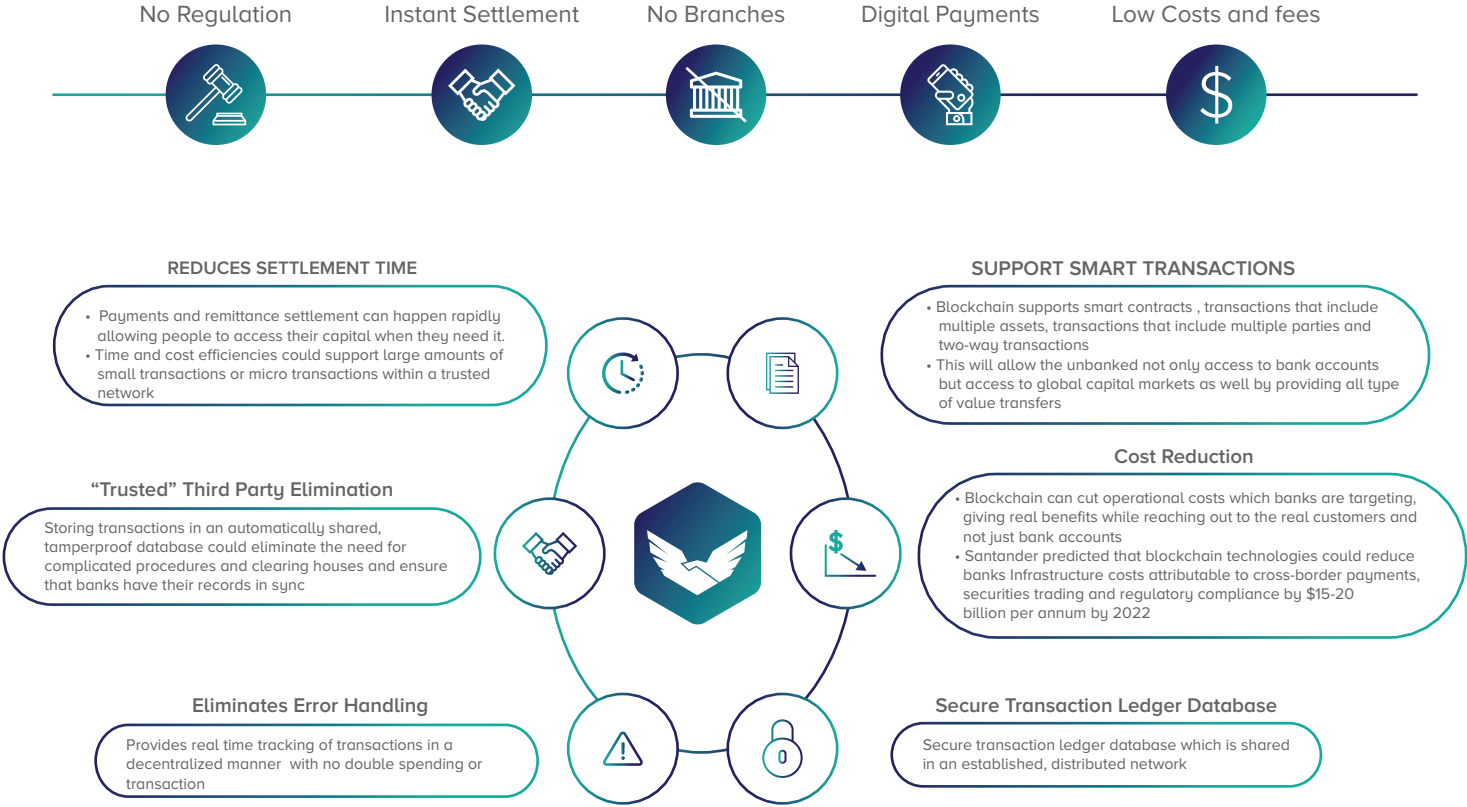 No Regulation
Instant Settlement
No Branches
Digital Payments
Low Costs and fees
$
REDUCES SETTLEMENT TIME
• Payments and remittance settlement can happen rapidly
allowing people to access their capital when they need it.
• Time and cost efficiencies could support large amounts of
small transactions or micro transactions within a trusted
network
SUPPORT SMART TRANSACTIONS
• Blockchain supports smart contracts , transactions that include
multiple assets, transactions that include multiple parties and
two-way transactions
• This will allow the unbanked not only access to bank accounts
but access to global capital markets as well by providing all type
of value transfers
“Trusted” Third Party Elimination
Storing transactions in an automatically shared,
tamperproof database could eliminate the need for
complicated procedures and clearing houses and ensure
that banks have their records in sync
$
Cost Reduction
• Blockchain can cut operational costs which banks are targeting,
giving real benefits while reaching out to the real customers and
not just bank accounts
• Santander predicted that blockchain technologies could reduce
banks Infrastructure costs attributable to cross-border payments,
securities trading and regulatory compliance by $15-20
billion per annum by 2022
Eliminates Error Handling
Provides real time tracking of transactions in a
decentralized manner with no double spending or
transaction
Secure Transaction Ledger Database
Secure transaction ledger database which is shared
in an established, distributed network